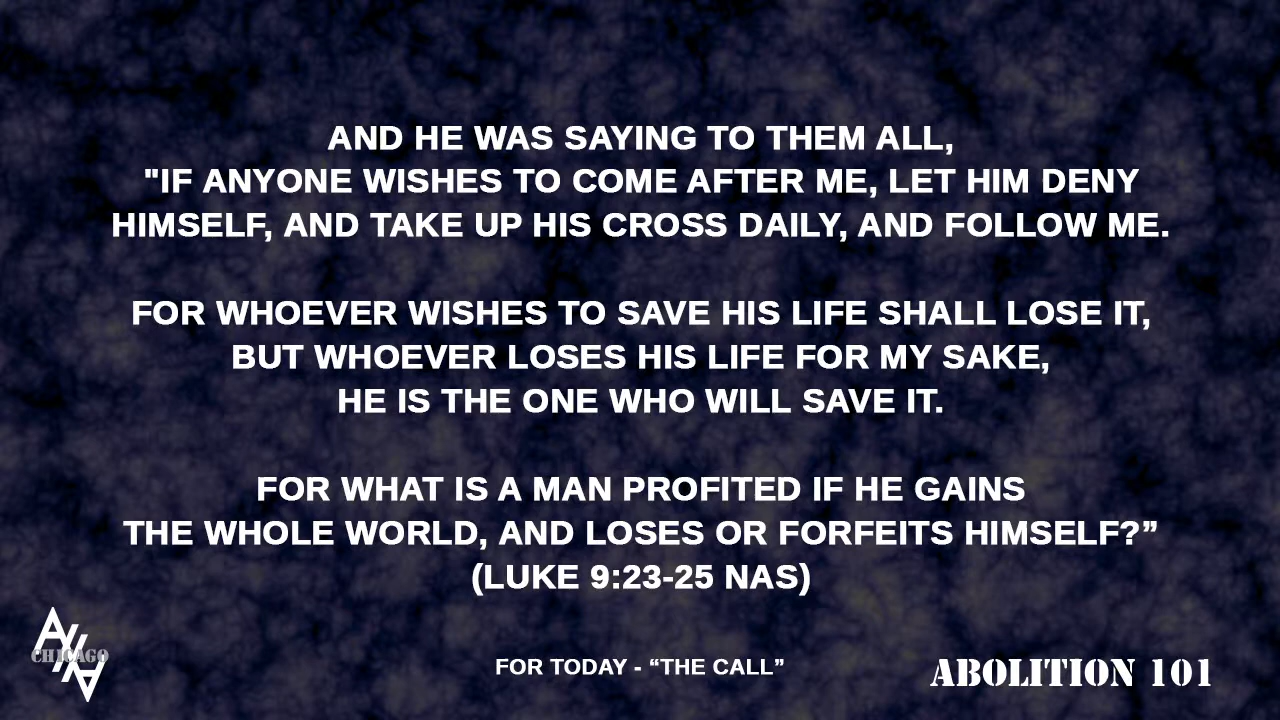 AND HE WAS SAYING TO THEM ALL,
"IF ANYONE WISHES TO COME AFTER ME, LET HIM DENY
HIMSELF, AND TAKE UP HIS CROSS DAILY, AND FOLLOW ME.
FOR WHOEVER WISHES TO SAVE HIS LIFE SHALL LOSE IT,
BUT WHOEVER LOSES HIS LIFE FOR MY SAKE,
HE IS THE ONE WHO WILL SAVE IT.
FOR WHAT IS A MAN PROFITED IF HE GAINS
THE WHOLE WORLD, AND LOSES OR FORFEITS HIMSELF?”
(LUKE 9:23-25 NAS)
CHICAGO
FOR TODAY - “THE CALL”
ABOLITION 101